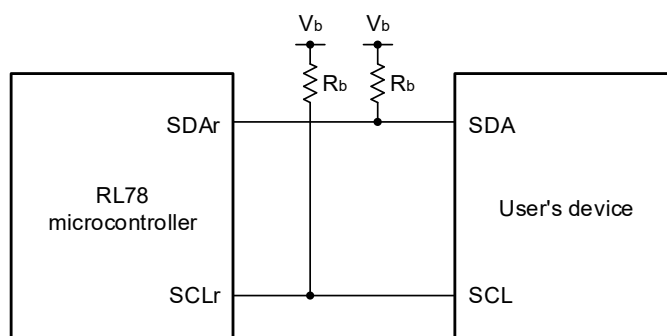 Vb Vb
Rb Rb
SDAr SDA
RL78
microcontroller
User's device
SCLr SCL